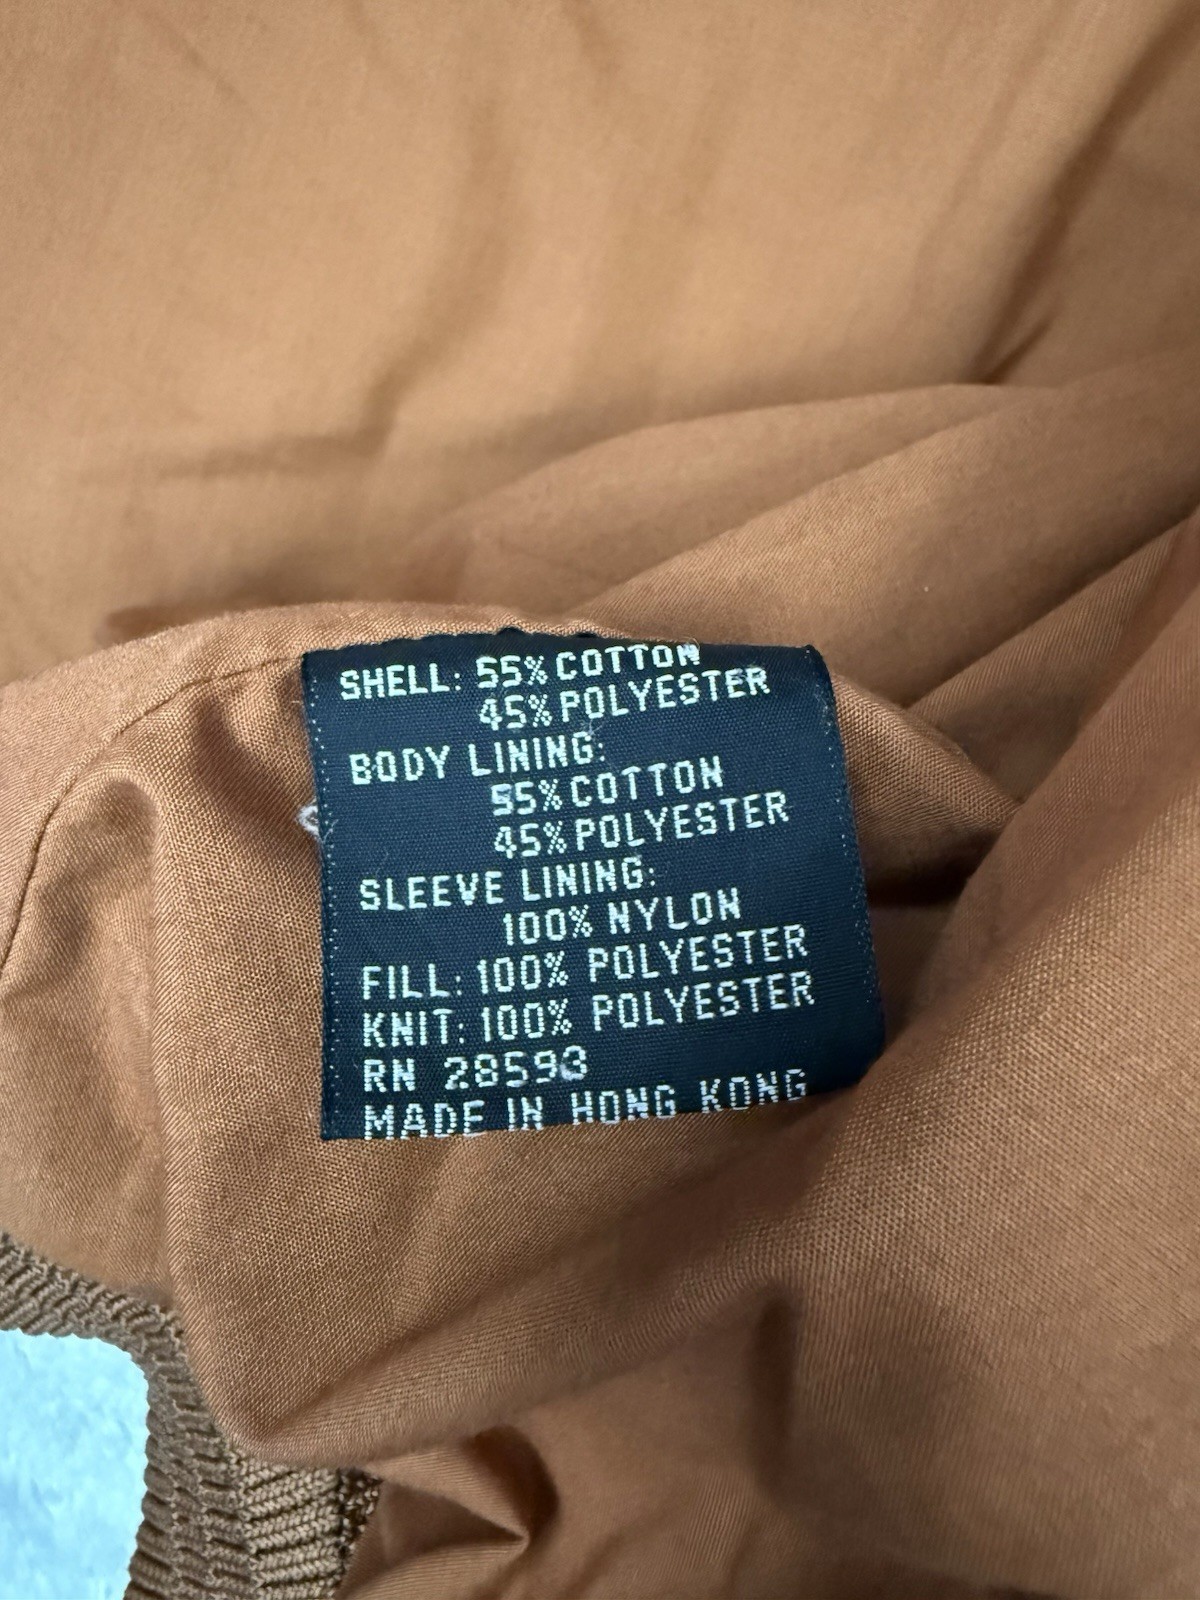 SHELL: 55% COTTON
45% POLYESTER
BODY LINING:
55% COTTON
45% POLYESTER
SLEEVE LINING:
100% NYLON
FILL: 100% POLYESTER
KNIT: 100% POLYESTER
RN 28593
MADE IN HONG KONG